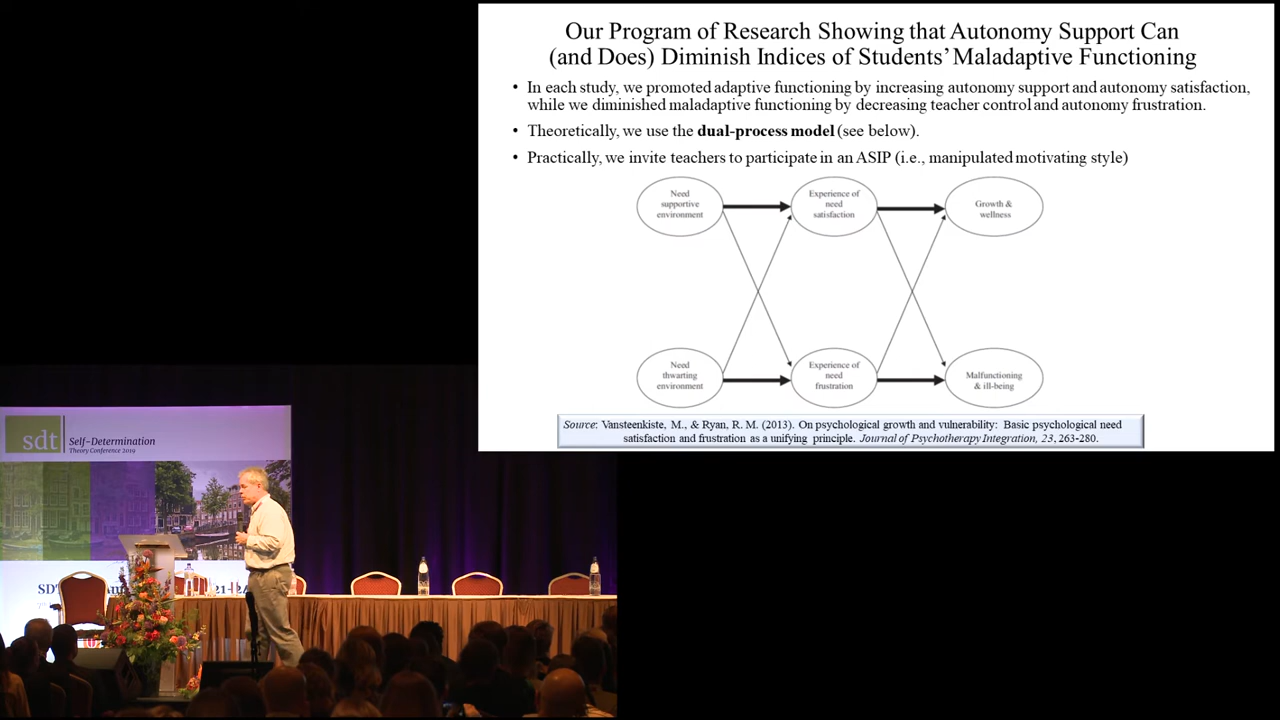 Our Program of Research Showing that Autonomy Support Can
(and Does) Diminish Indices of Students’ Maladaptive Functioning
• In each study, we promoted adaptive functioning by increasing autonomy support and autonomy satisfaction,
while we diminished maladaptive functioning by decreasing teacher control and autonomy frustration.
• Theoretically, we use the dual-process model (see below).
• Practically, we invite teachers to participate in an ASIP (i.e., manipulated motivating style)
Need
supportive
environment
Experience of
need
satisfaction
Growth &
wellness
Need
thwarting
environment
Experience of
need
frustration
Malfunctioning
& ill-being
Source: Vansteenkiste, M., & Ryan, R. M. (2013). On psychological growth and vulnerability: Basic psychological need
satisfaction and frustration as a unifying principle. Journal of Psychotherapy Integration, 23, 263-280.
sdt
Self-Determination
Theory Conference 2019